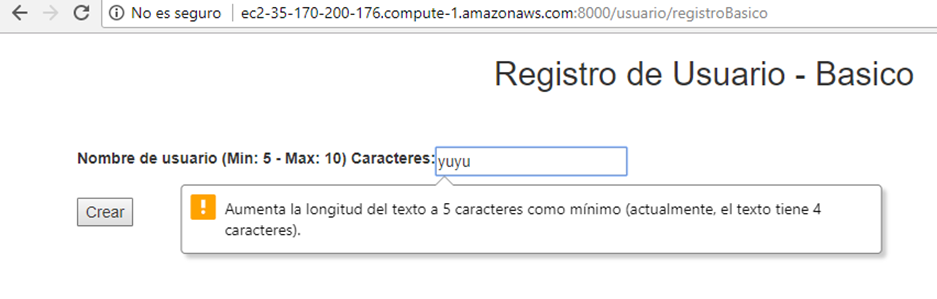 No es seguro | ec2-35-170-200-176.compute-1.amazonaws.com:8000/usuario/registroBasico
Registro de Usuario - Basico
Nombre de usuario (Min: 5 - Max: 10) Caracteres: yuyu
Crear
Aumenta la longitud del texto a 5 caracteres como mínimo (actualmente, el texto tiene 4
caracteres).